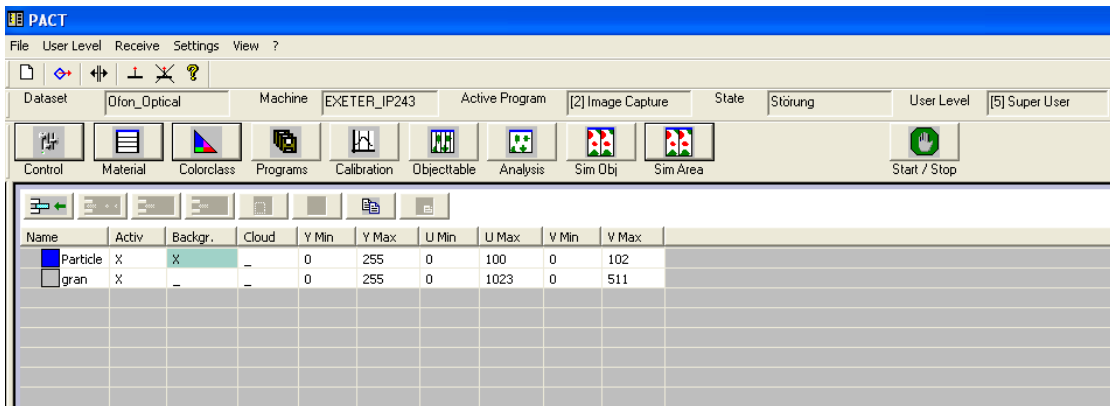 PACT
File User Level Receive Settings View ?
Dataset Ofon_Optical Machine EXETER_IP243 Active Program [2] Image Capture State Störung User Level [5] Super User
Control Material Colorclass Programs Calibration Objecttable Analysis Sim Obj Sim Area Start / Stop
Name Activ Backgr. Cloud Y Min Y Max U Min U Max V Min V Max
Particle X X _ 0 255 0 100 0 102
gran X _ _ 0 255 0 1023 0 511